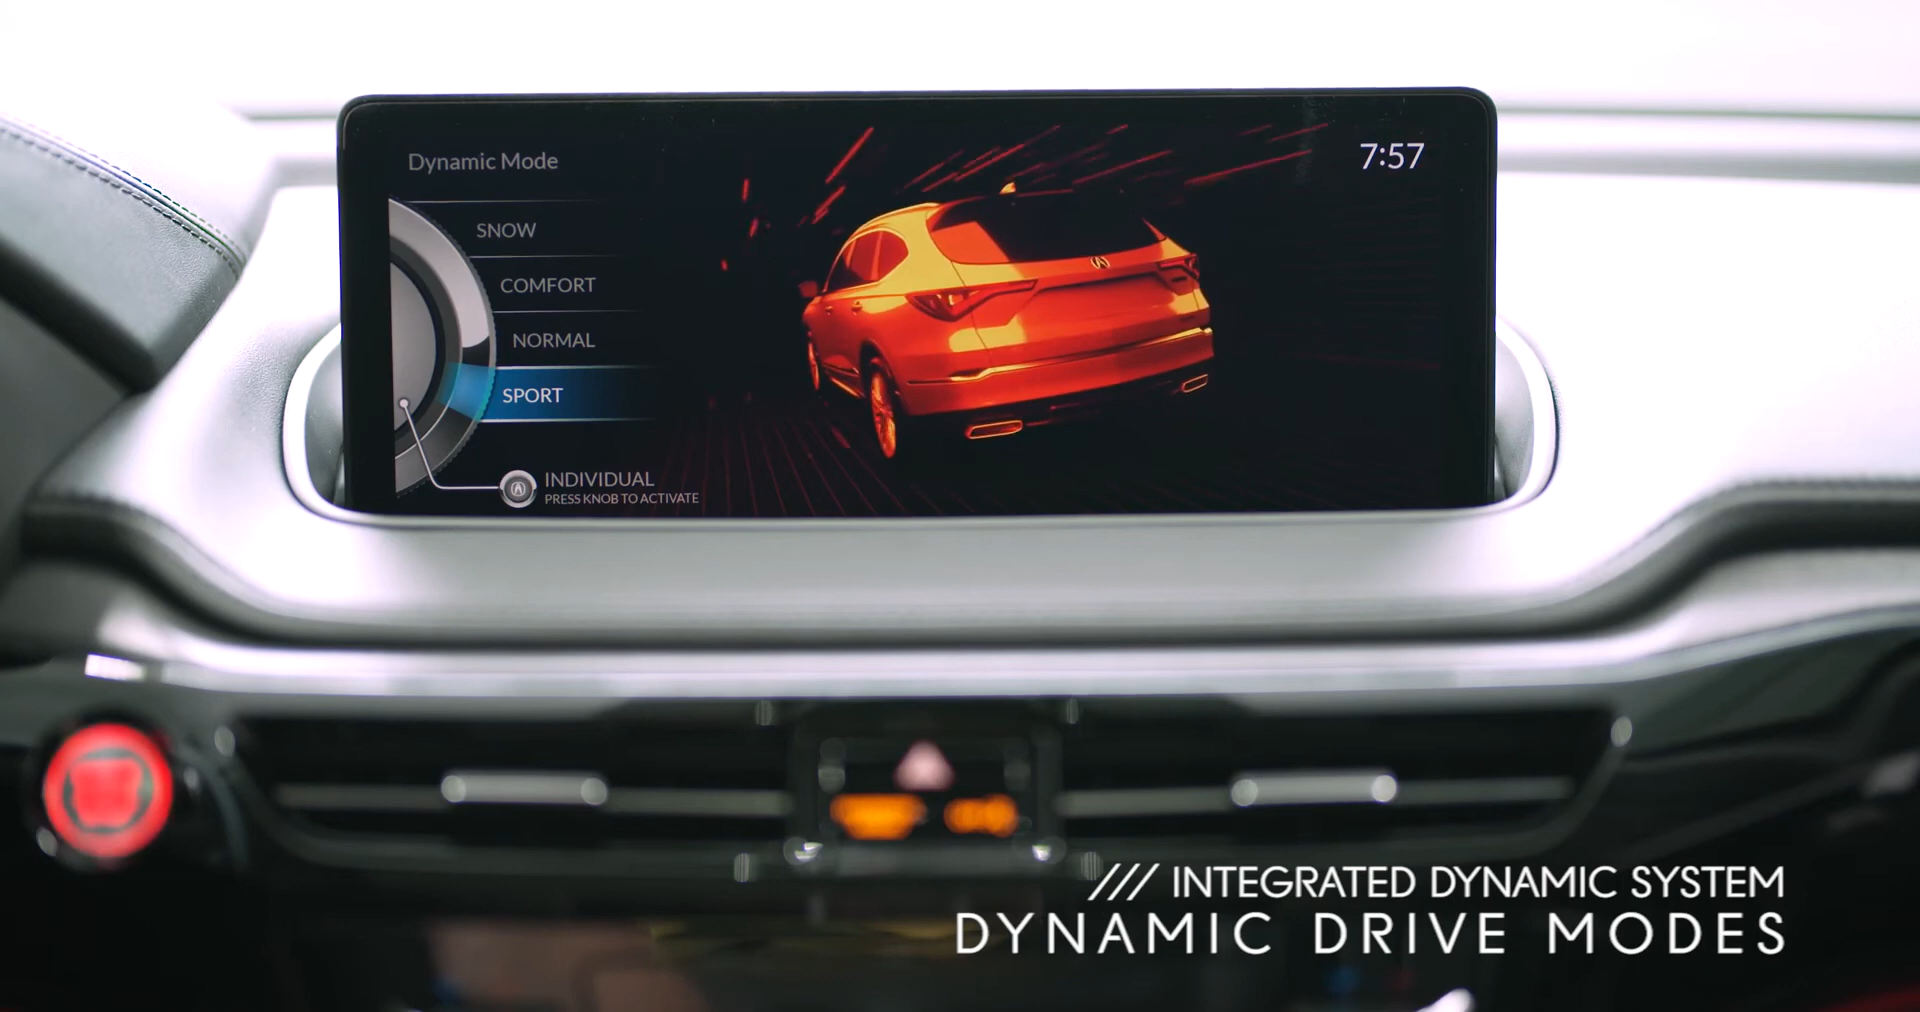 Dynamic Mode
7:57
SNOW
COMFORT
NORMAL
SPORT
INDIVIDUAL
PRESS KNOB TO ACTIVATE
/// INTEGRATED DYNAMIC SYSTEM
DYNAMIC DRIVE MODES